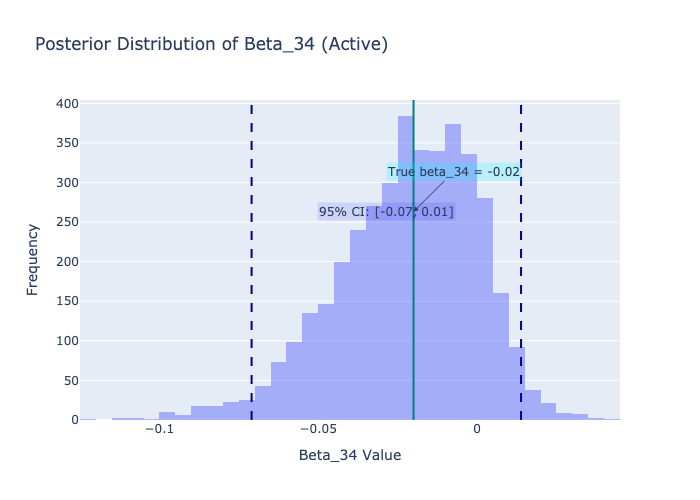 Posterior Distribution of Beta_34 (Active)
400
350
300
250
200
150
100
50
0
Frequency
True beta_34 = -0.02
95% CI: [-0.07, 0.01]
−0.1
−0.05
0
Beta_34 Value